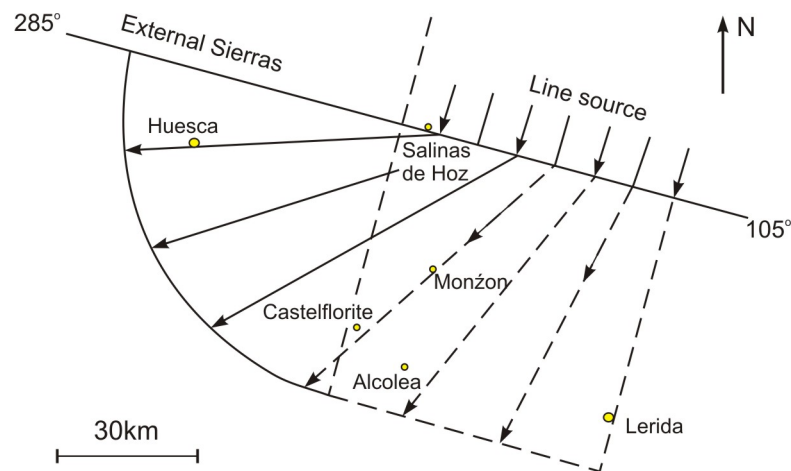 285°
External Sierras
N
Line source
Huesca
Salinas
de Hoz
105°
Monźon
Castelflorite
Alcolea
Lerida
30km